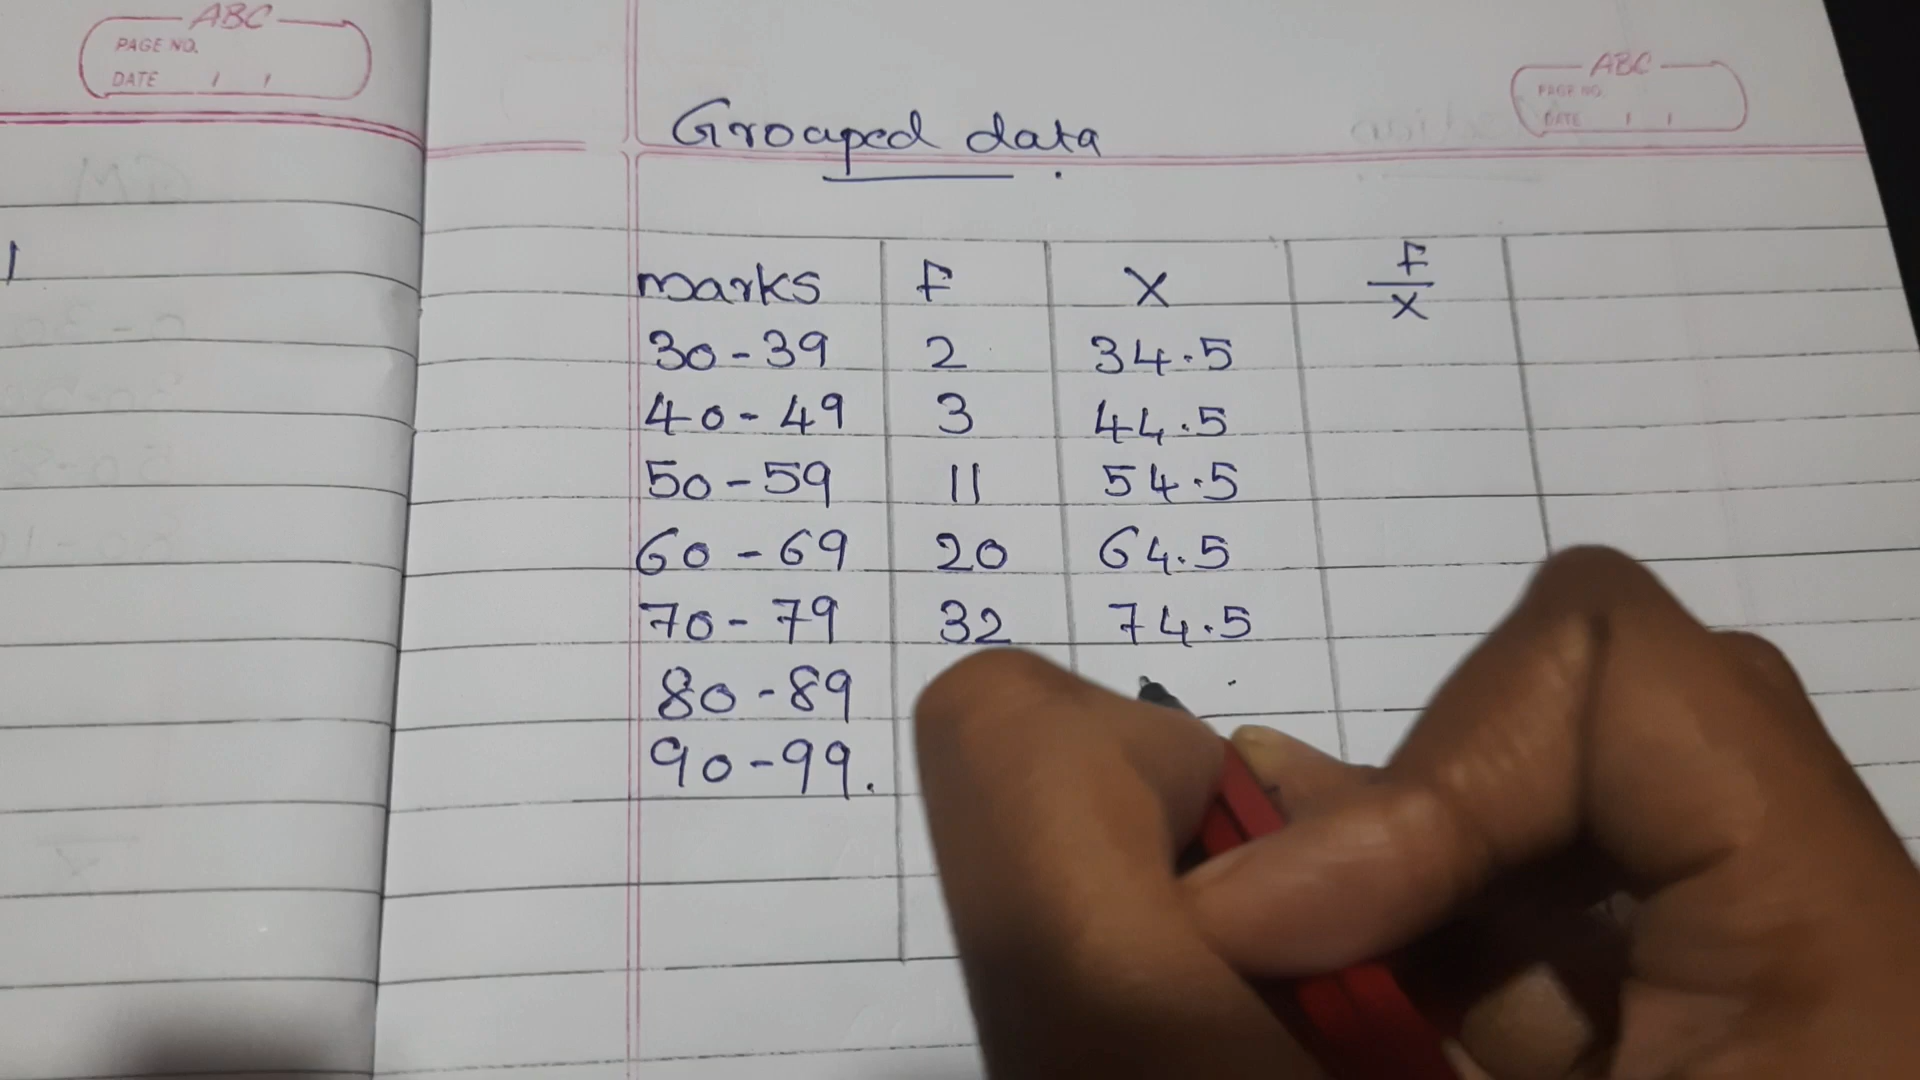 ABC
PAGE NO.
DATE / /
ABC
PAGE NO.
DATE / /
Grouped data
marks F X F/X
30-39 2 34.5
40-49 3 44.5
50-59 11 54.5
60-69 20 64.5
70-79 32 74.5
80-89
90-99.